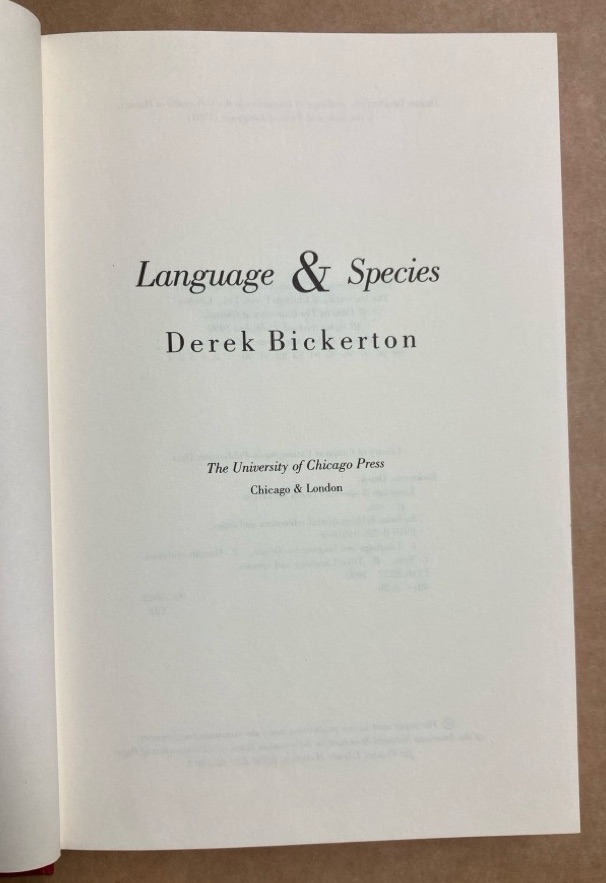 Language & Species
Derek Bickerton
The University of Chicago Press
Chicago & London